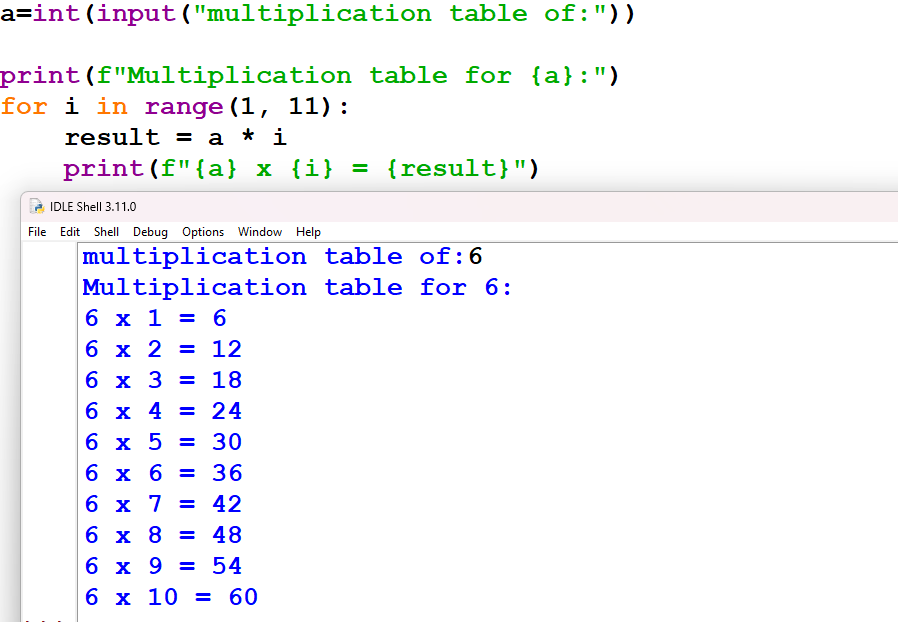 a=int(input("multiplication table of:"))
print(f"Multiplication table for {a}:")
for i in range(1, 11):
    result = a * i
    print(f"{a} x {i} = {result}")
IDLE Shell 3.11.0
File Edit Shell Debug Options Window Help
multiplication table of:6
Multiplication table for 6:
6 x 1 = 6
6 x 2 = 12
6 x 3 = 18
6 x 4 = 24
6 x 5 = 30
6 x 6 = 36
6 x 7 = 42
6 x 8 = 48
6 x 9 = 54
6 x 10 = 60